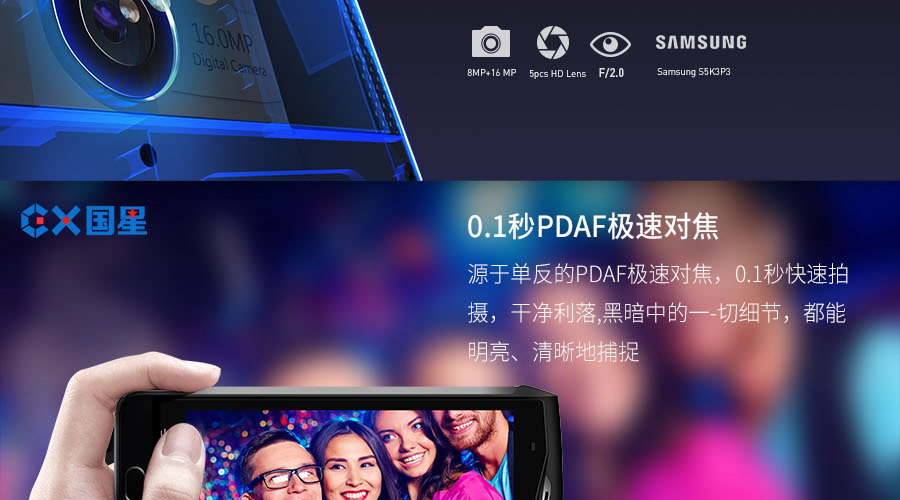 16.0MP
Digital Camera
SAMSUNG
8MP+16 MP
5pcs HD Lens
F/2.0
Samsung S5K3P3
CX国星
0.1秒PDAF极速对焦
源于单反的PDAF极速对焦，0.1秒快速拍
摄，干净利落,黑暗中的一-切细节，都能
明亮、清晰地捕捉